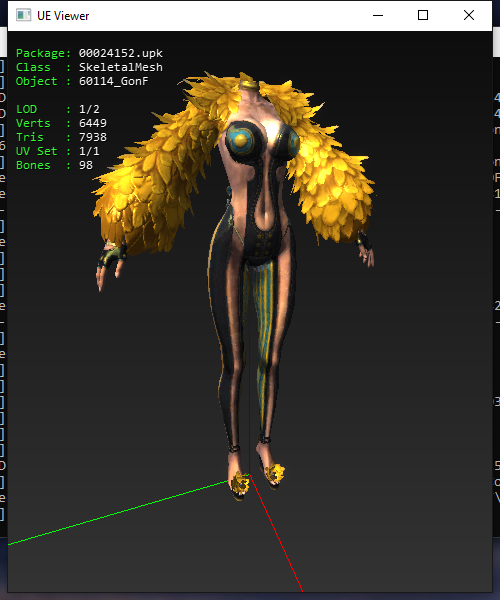 UE Viewer
Package: 00024152.upk
Class : SkeletalMesh
Object : 60114_GonF
LOD : 1/2
Verts : 6449
Tris : 7938
UV Set : 1/1
Bones : 98